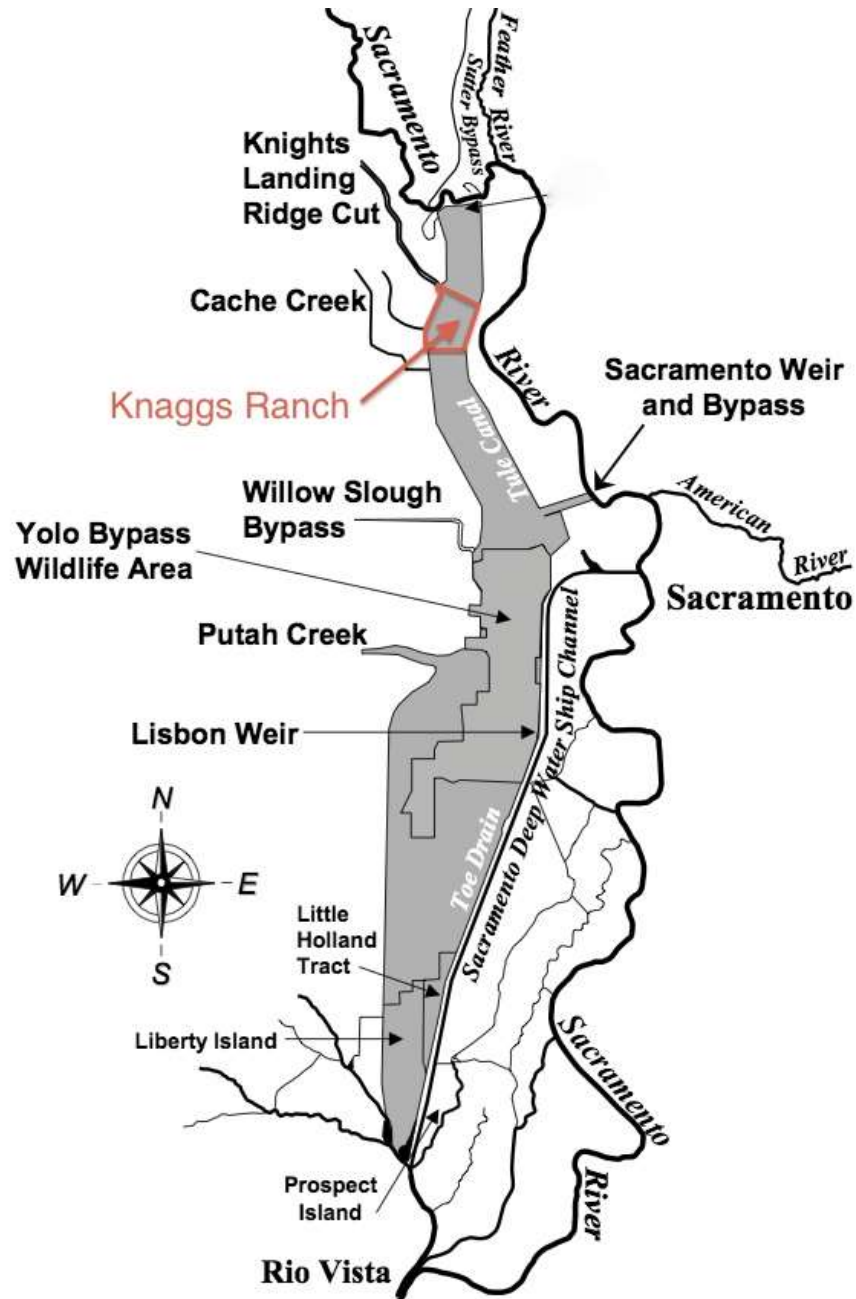 Sacramento
Feather River
Sutter Bypass
Knights
Landing
Ridge Cut
Cache Creek
Knaggs Ranch
River
Sacramento Weir
and Bypass
Tule Canal
American
River
Willow Slough
Bypass
Yolo Bypass
Wildlife Area
Sacramento
Putah Creek
Lisbon Weir
Sacramento Deep Water Ship Channel
Toe Drain
N
W
E
S
Little
Holland
Tract
Liberty Island
Sacramento
River
Prospect
Island
Rio Vista